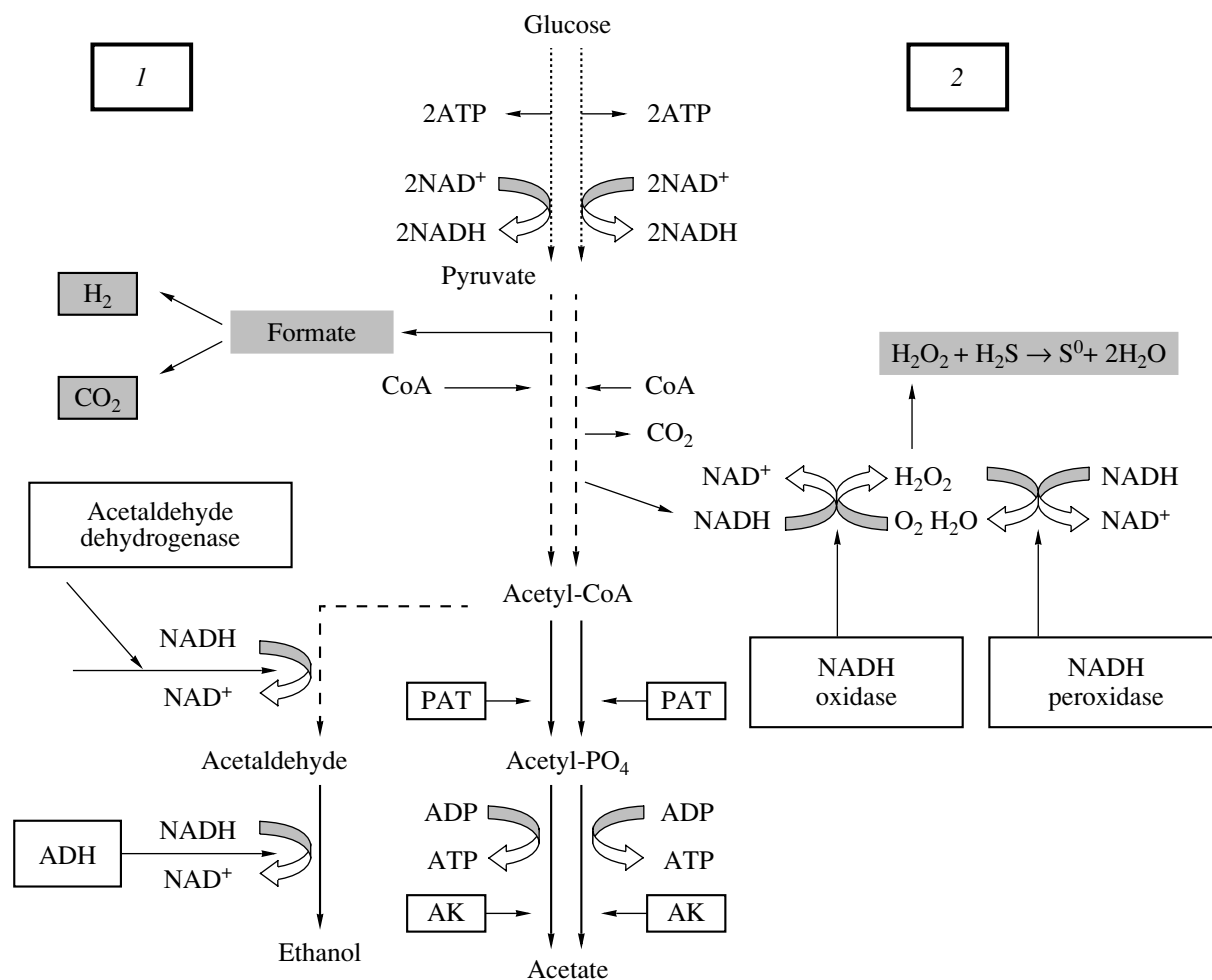 Glucose
1
2
2ATP
2ATP
2NAD⁺
2NAD⁺
2NADH
2NADH
Pyruvate
H₂
Formate
CO₂
H₂O₂ + H₂S → S⁰ + 2H₂O
CoA
CoA
CO₂
NAD⁺
H₂O₂
NADH
NADH
O₂ H₂O
NAD⁺
Acetaldehyde
dehydrogenase
Acetyl-CoA
NADH
NAD⁺
NADH
oxidase
NADH
peroxidase
PAT
PAT
Acetaldehyde
Acetyl-PO₄
ADP
ADP
ATP
ATP
ADH
NADH
NAD⁺
AK
AK
Ethanol
Acetate